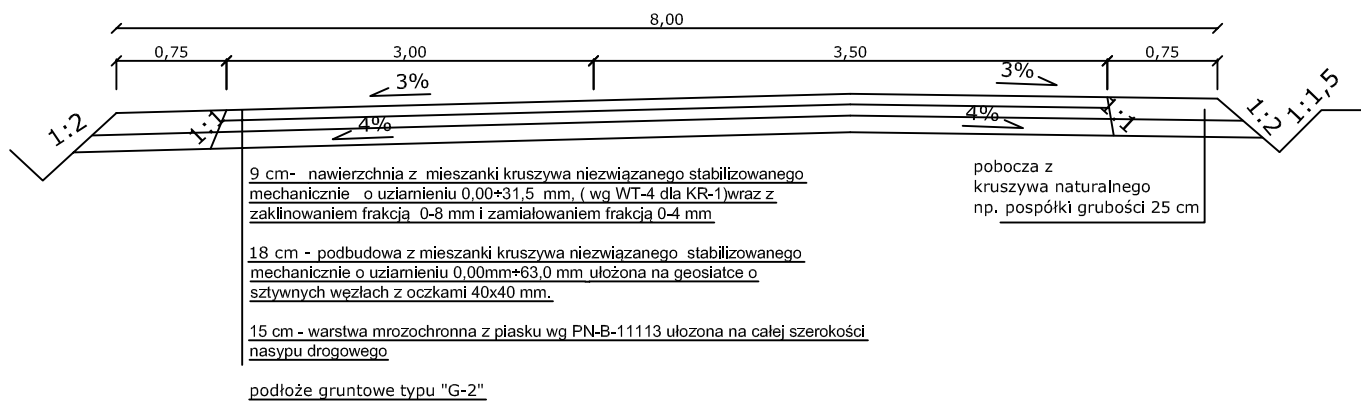 8,00
0,75
3,00
3,50
0,75
3%
3%
1:2
1:1
4%
4%
1:1
1:2
1:1,5
9 cm- nawierzchnia z mieszanki kruszywa niezwiązanego stabilizowanego
mechanicznie o uziarnieniu 0,00÷31,5 mm, ( wg WT-4 dla KR-1)wraz z
zaklinowaniem frakcją 0-8 mm i zamiałowaniem frakcją 0-4 mm
18 cm - podbudowa z mieszanki kruszywa niezwiązanego stabilizowanego
mechanicznie o uziarnieniu 0,00mm÷63,0 mm ułożona na geosiatce o
sztywnych węzłach z oczkami 40x40 mm.
15 cm - warstwa mrozochronna z piasku wg PN-B-11113 ułozona na całej szerokości
nasypu drogowego
podłoże gruntowe typu "G-2"
pobocza z
kruszywa naturalnego
np. pospółki grubości 25 cm